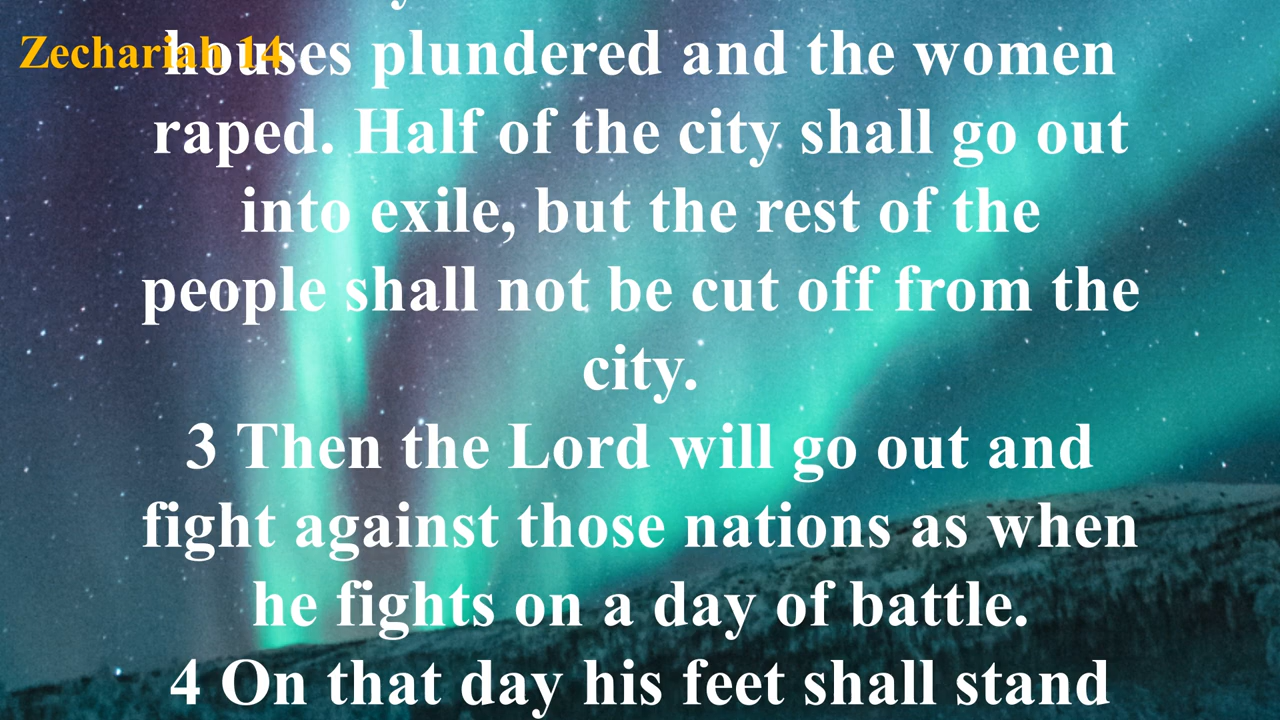 Zechariah 14
houses plundered and the women
raped. Half of the city shall go out
into exile, but the rest of the
people shall not be cut off from the
city.
3 Then the Lord will go out and
fight against those nations as when
he fights on a day of battle.
4 On that day his feet shall stand